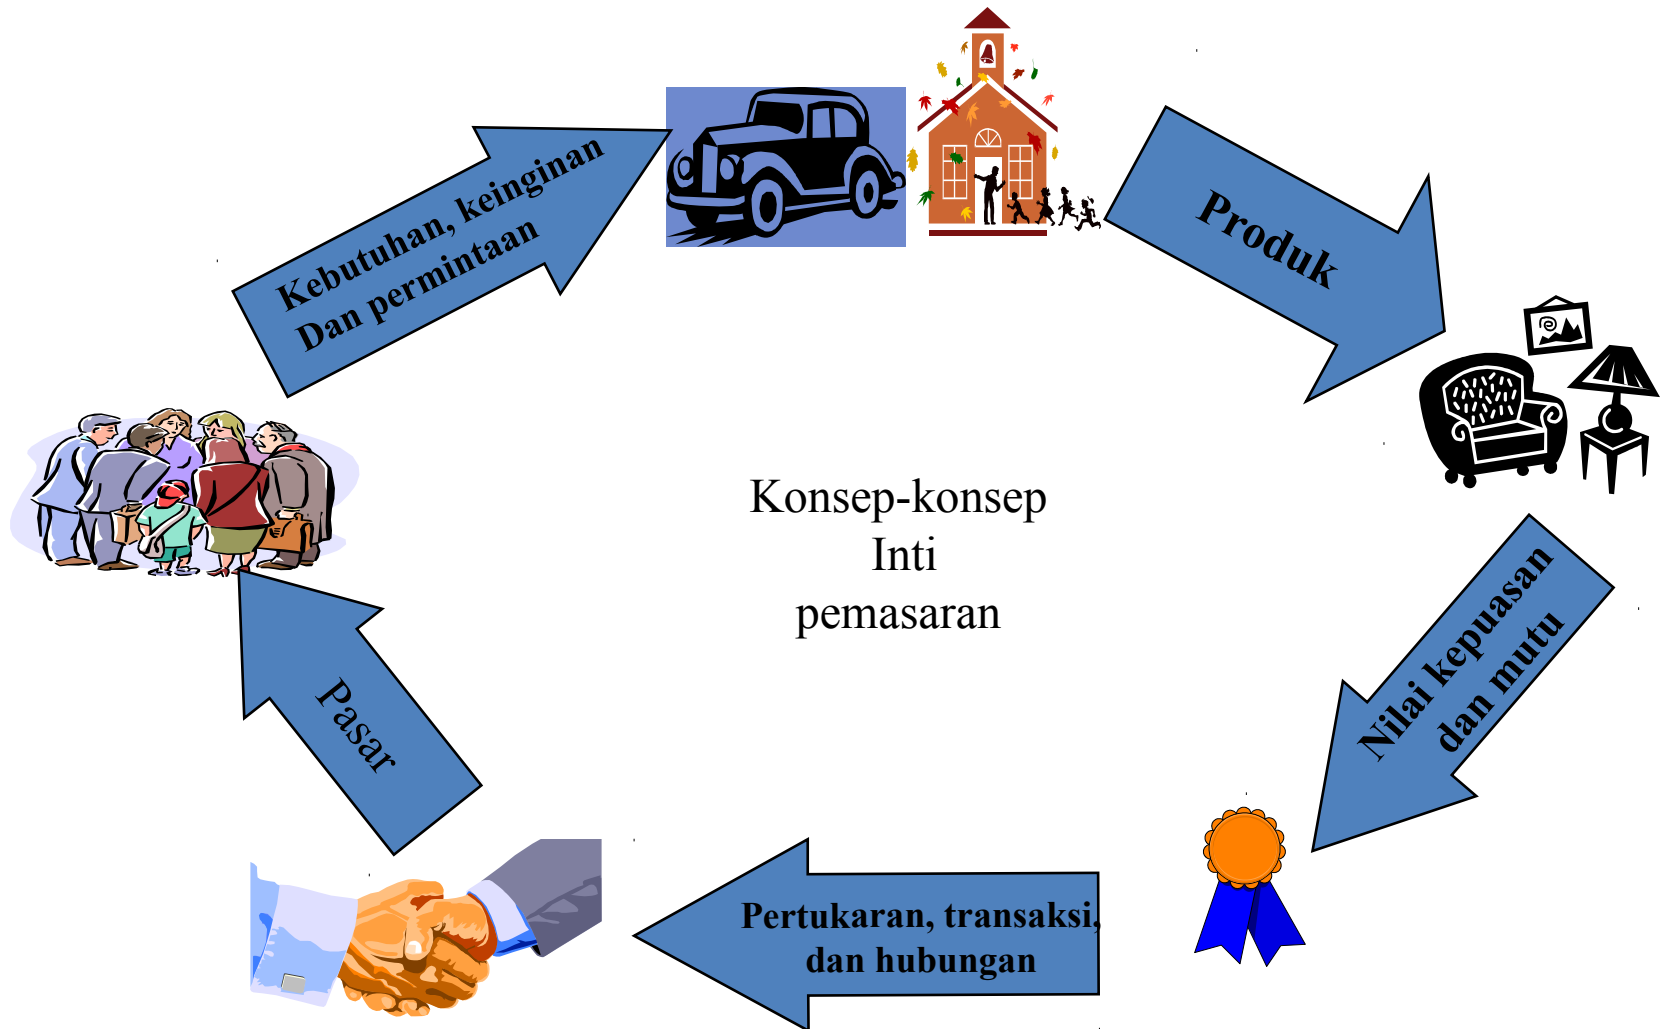 Kebutuhan, keinginan
Dan permintaan
Produk
Nilai kepuasan
dan mutu
Pertukaran, transaksi,
dan hubungan
Pasar
Konsep-konsep
Inti
pemasaran